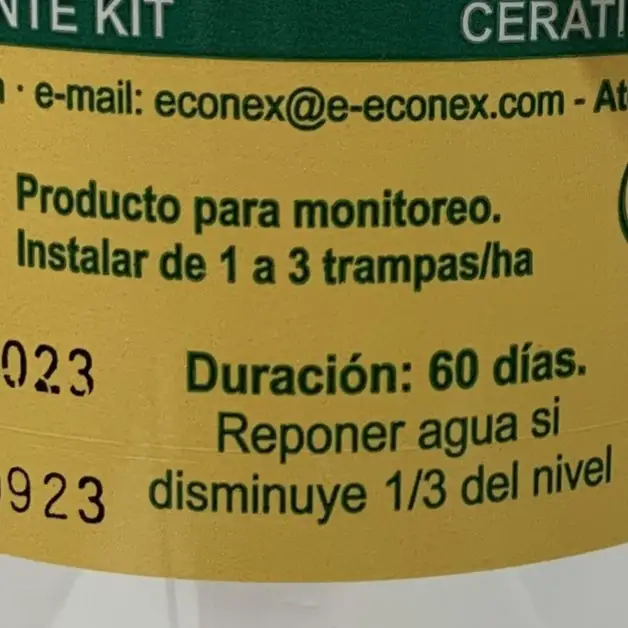 NTE KIT CERATI
· e-mail: econex@e-econex.com - At
Producto para monitoreo.
Instalar de 1 a 3 trampas/ha
023
Duración: 60 días.
Reponer agua si
923
disminuye 1/3 del nivel